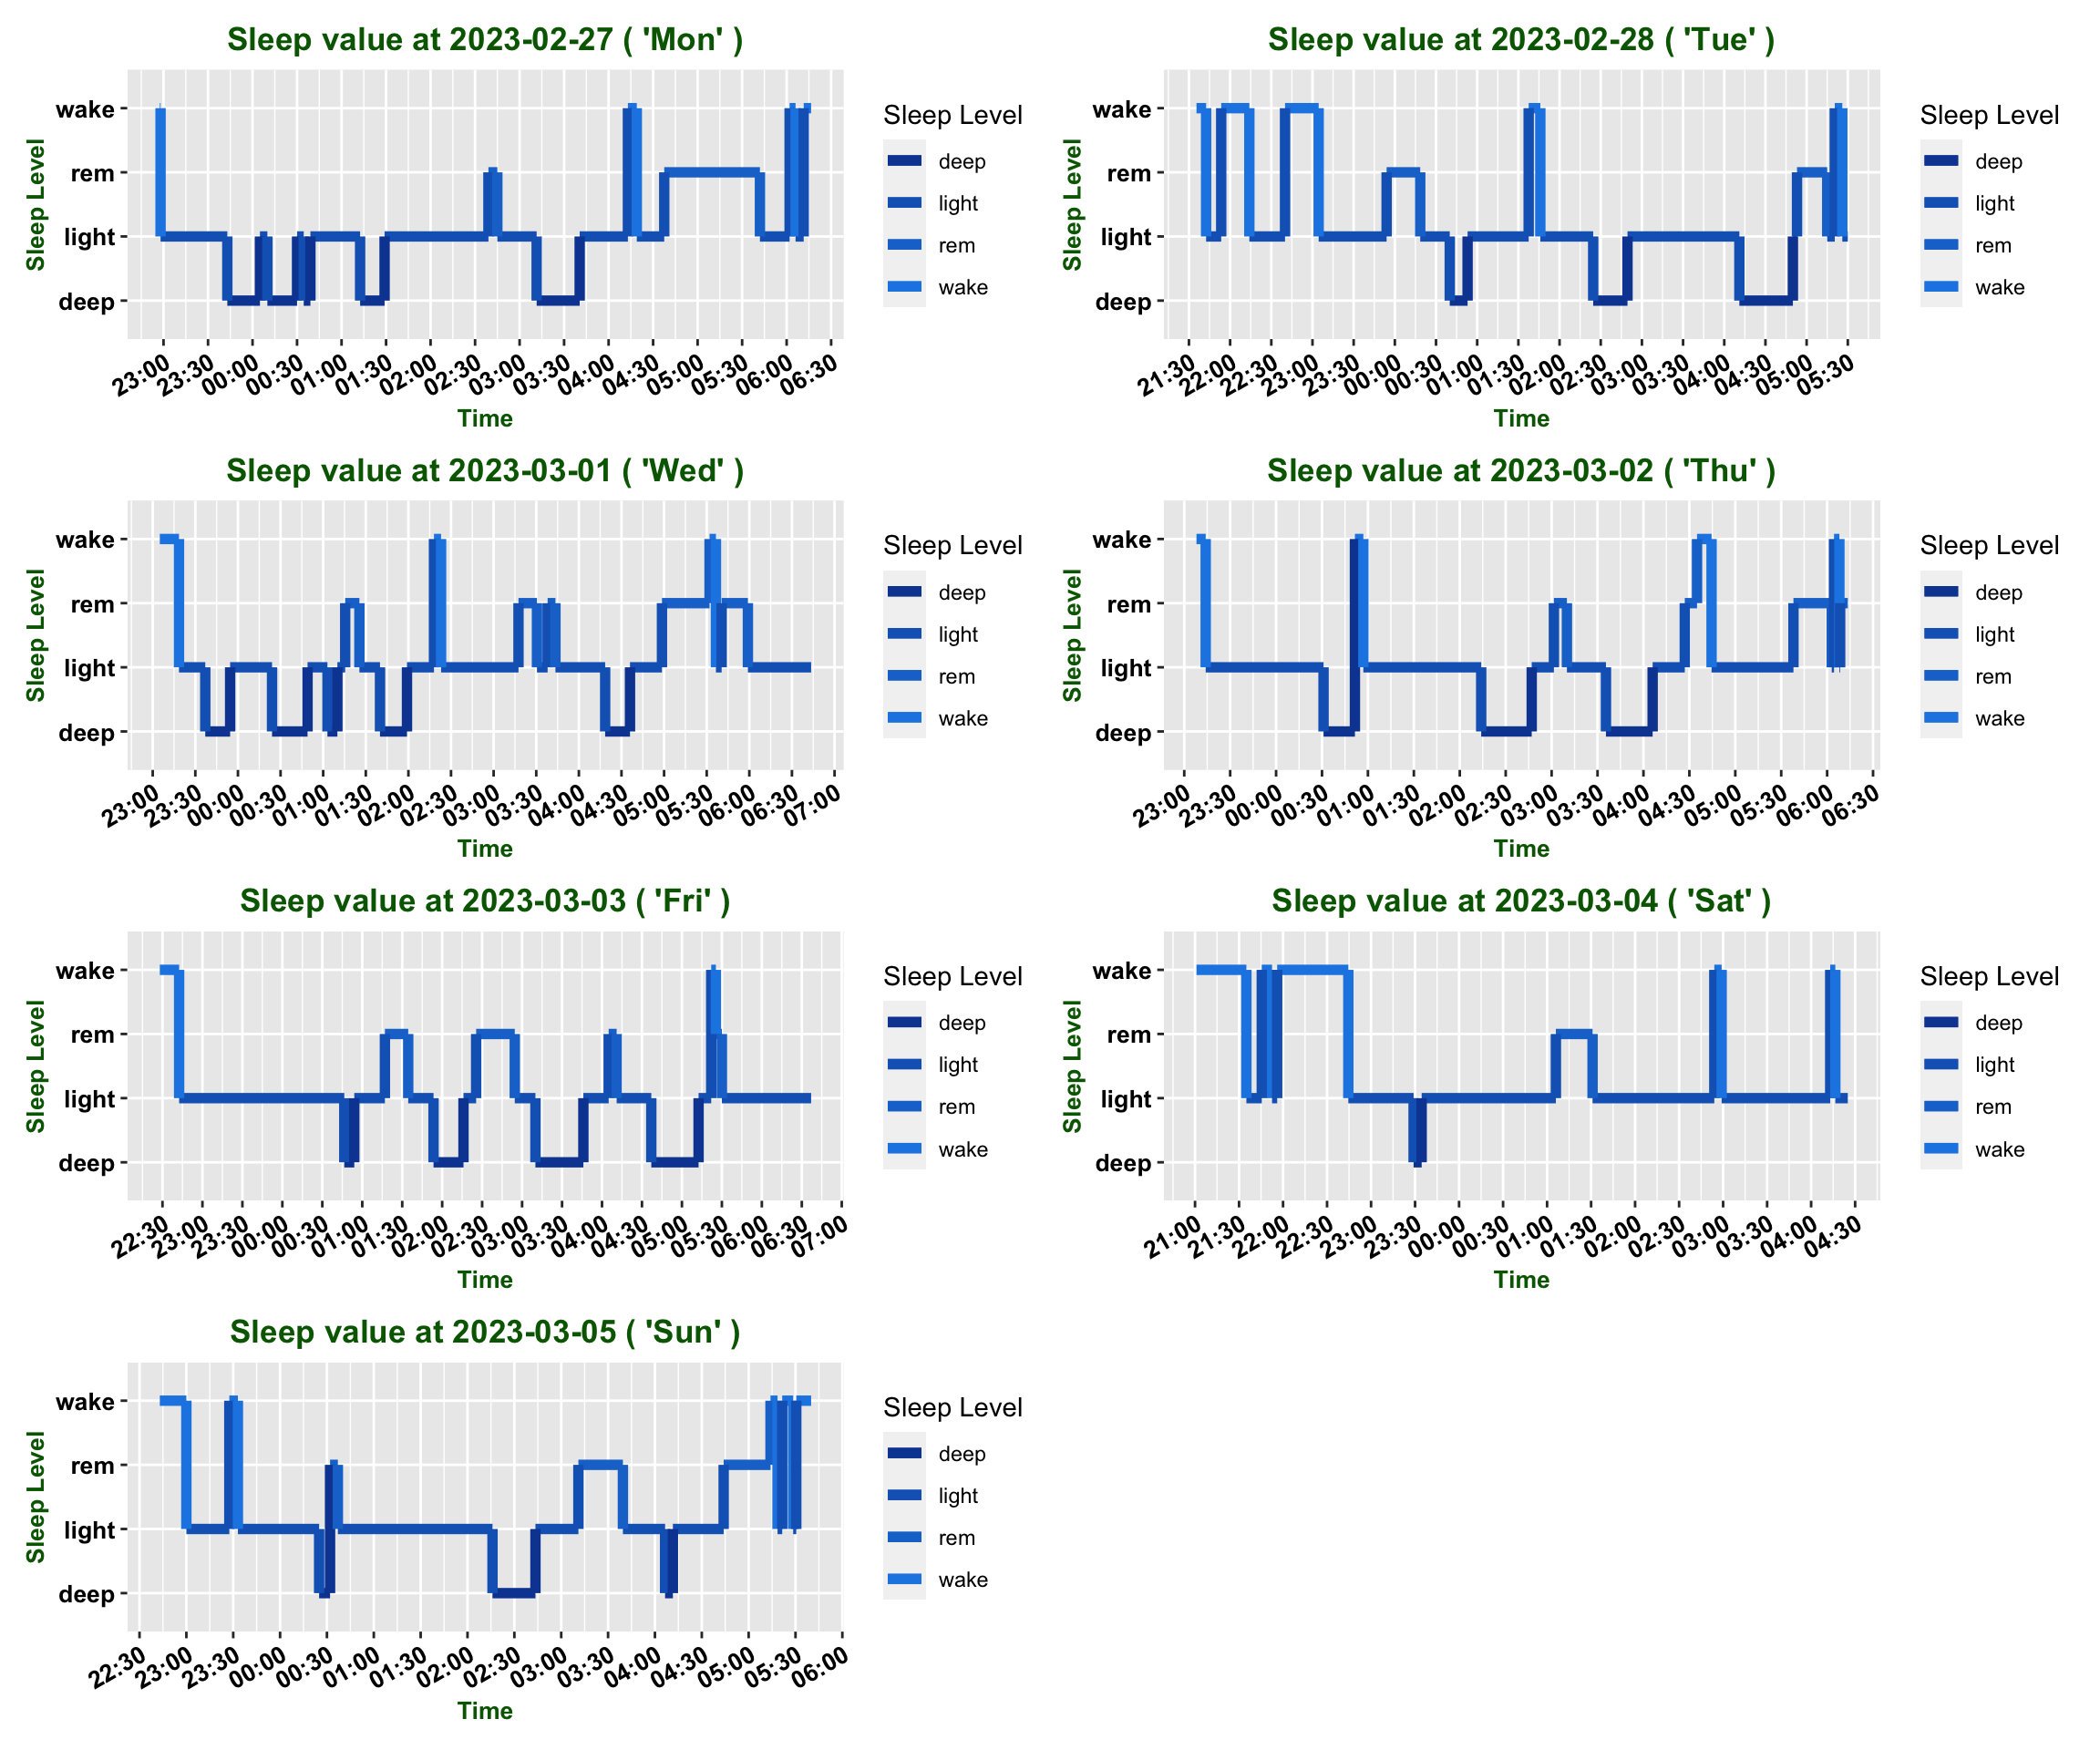 Sleep value at 2023-02-27 ( 'Mon' )
Sleep Level
wake
rem
light
deep
23:00 23:30 00:00 00:30 01:00 01:30 02:00 02:30 03:00 03:30 04:00 04:30 05:00 05:30 06:00 06:30
Time
Sleep Level
deep
light
rem
wake
Sleep value at 2023-02-28 ( 'Tue' )
Sleep Level
wake
rem
light
deep
21:30 22:00 22:30 23:00 23:30 00:00 00:30 01:00 01:30 02:00 02:30 03:00 03:30 04:00 04:30 05:00 05:30
Time
Sleep Level
deep
light
rem
wake
Sleep value at 2023-03-01 ( 'Wed' )
Sleep Level
wake
rem
light
deep
23:00 23:30 00:00 00:30 01:00 01:30 02:00 02:30 03:00 03:30 04:00 04:30 05:00 05:30 06:00 06:30 07:00
Time
Sleep Level
deep
light
rem
wake
Sleep value at 2023-03-02 ( 'Thu' )
Sleep Level
wake
rem
light
deep
23:00 23:30 00:00 00:30 01:00 01:30 02:00 02:30 03:00 03:30 04:00 04:30 05:00 05:30 06:00 06:30
Time
Sleep Level
deep
light
rem
wake
Sleep value at 2023-03-03 ( 'Fri' )
Sleep Level
wake
rem
light
deep
22:30 23:00 23:30 00:00 00:30 01:00 01:30 02:00 02:30 03:00 03:30 04:00 04:30 05:00 05:30 06:00 06:30 07:00
Time
Sleep Level
deep
light
rem
wake
Sleep value at 2023-03-04 ( 'Sat' )
Sleep Level
wake
rem
light
deep
21:00 21:30 22:00 22:30 23:00 23:30 00:00 00:30 01:00 01:30 02:00 02:30 03:00 03:30 04:00 04:30
Time
Sleep Level
deep
light
rem
wake
Sleep value at 2023-03-05 ( 'Sun' )
Sleep Level
wake
rem
light
deep
22:30 23:00 23:30 00:00 00:30 01:00 01:30 02:00 02:30 03:00 03:30 04:00 04:30 05:00 05:30 06:00
Time
Sleep Level
deep
light
rem
wake